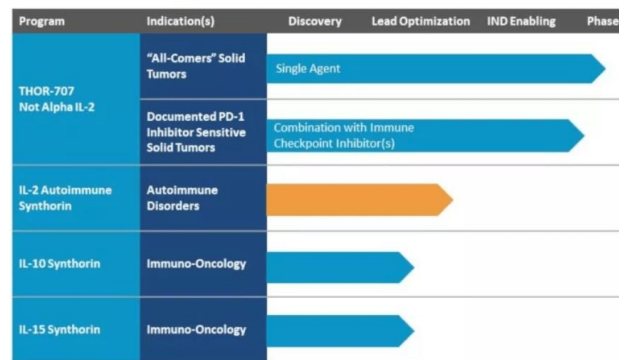 Program Indication(s) Discovery Lead Optimization IND Enabling Phase
THOR-707
Not Alpha IL-2
"All-Comers" Solid
Tumors
Single Agent
Documented PD-1
Inhibitor Sensitive
Solid Tumors
Combination with Immune
Checkpoint Inhibitor(s)
IL-2 Autoimmune
Synthorin
Autoimmune
Disorders
IL-10 Synthorin
Immuno-Oncology
IL-15 Synthorin
Immuno-Oncology